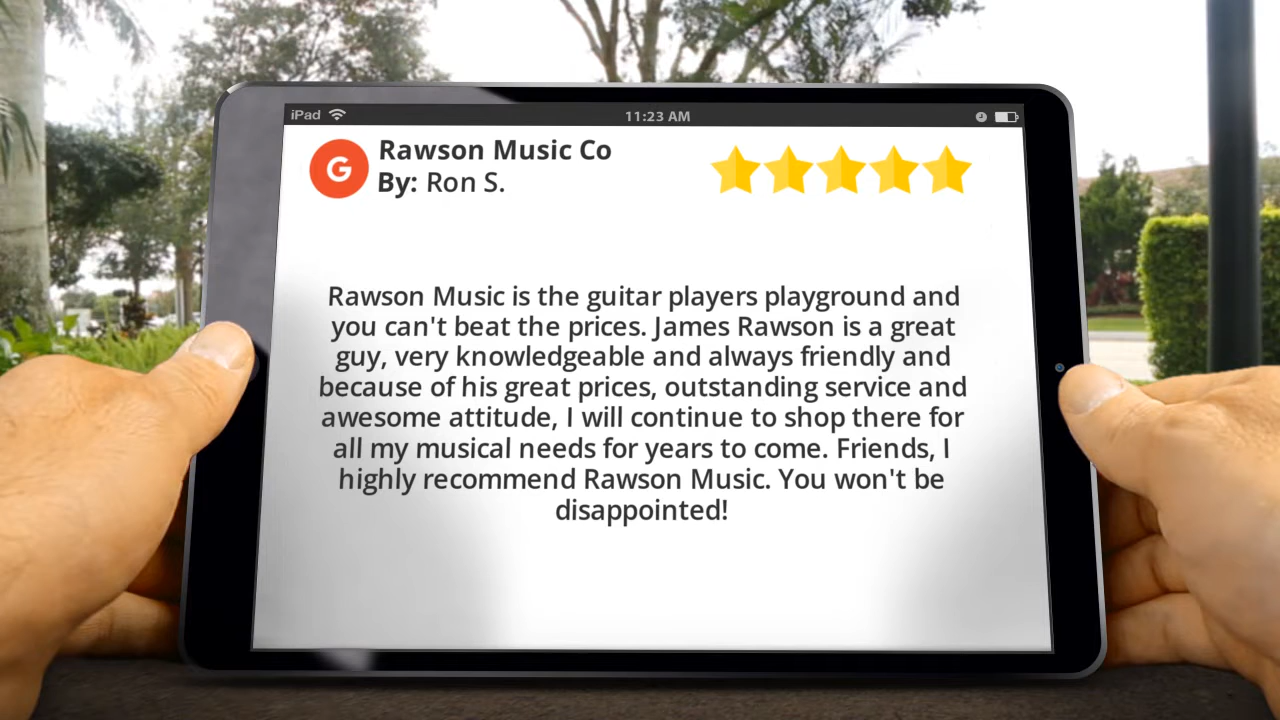 iPad 11:23 AM
G Rawson Music Co
By: Ron S.
Rawson Music is the guitar players playground and
you can't beat the prices. James Rawson is a great
guy, very knowledgeable and always friendly and
because of his great prices, outstanding service and
awesome attitude, I will continue to shop there for
all my musical needs for years to come. Friends, I
highly recommend Rawson Music. You won't be
disappointed!